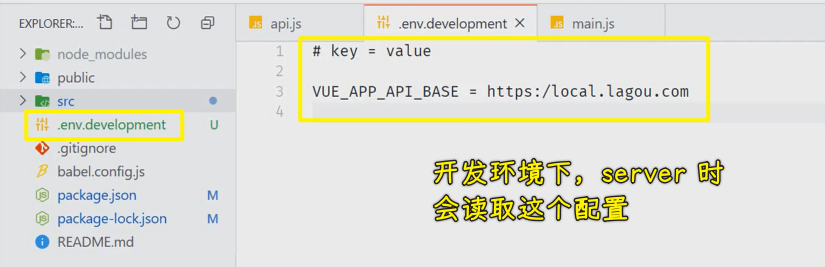 EXPLORER:...
api.js
.env.development
main.js
node_modules
public
src
.env.development U
.gitignore
babel.config.js
package.json M
package-lock.json M
README.md
1 # key = value
2
3 VUE_APP_API_BASE = https:/local.lagou.com
4
开发环境下，server 时
会读取这个配置